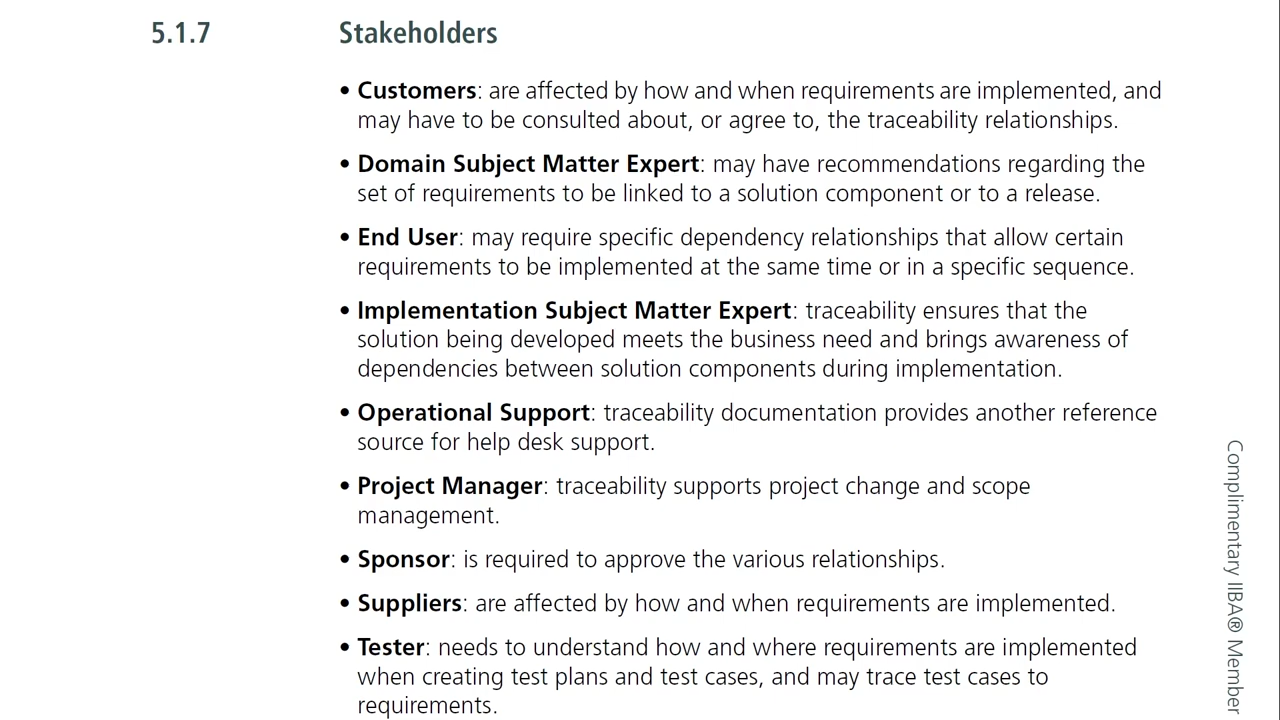 5.1.7 Stakeholders
• Customers: are affected by how and when requirements are implemented, and
may have to be consulted about, or agree to, the traceability relationships.
• Domain Subject Matter Expert: may have recommendations regarding the
set of requirements to be linked to a solution component or to a release.
• End User: may require specific dependency relationships that allow certain
requirements to be implemented at the same time or in a specific sequence.
• Implementation Subject Matter Expert: traceability ensures that the
solution being developed meets the business need and brings awareness of
dependencies between solution components during implementation.
• Operational Support: traceability documentation provides another reference
source for help desk support.
• Project Manager: traceability supports project change and scope
management.
• Sponsor: is required to approve the various relationships.
• Suppliers: are affected by how and when requirements are implemented.
• Tester: needs to understand how and where requirements are implemented
when creating test plans and test cases, and may trace test cases to
requirements.
Complimentary IIBA® Member